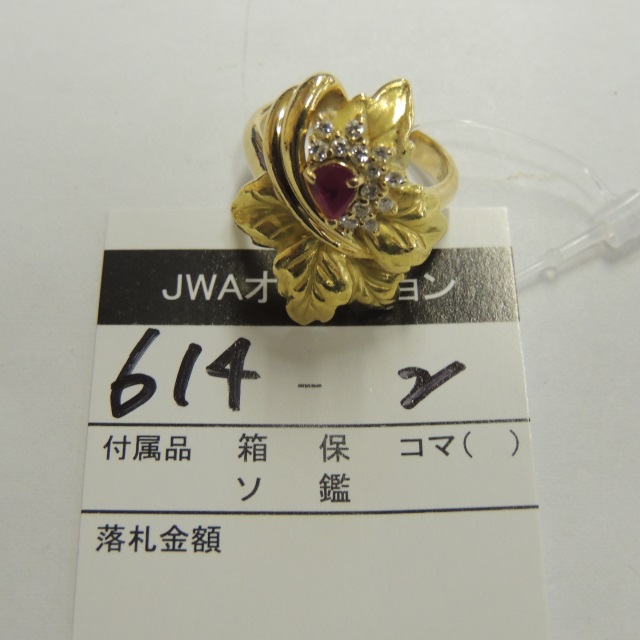 JWAオ ョン
614 - 2
付属品 箱 保 コマ( )
ソ 鑑
落札金額